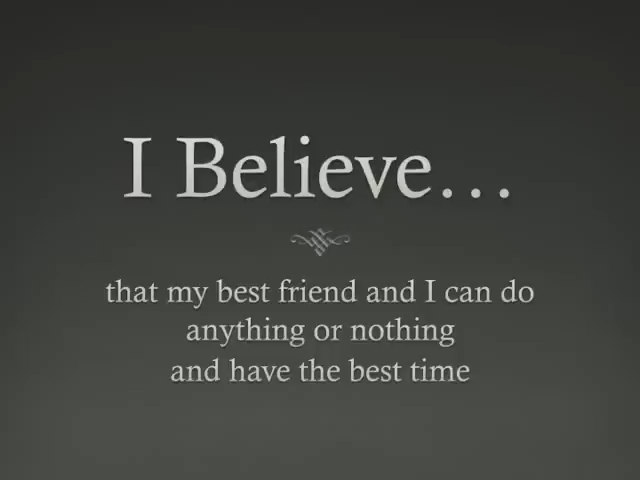 I Believe...
that my best friend and I can do
anything or nothing
and have the best time